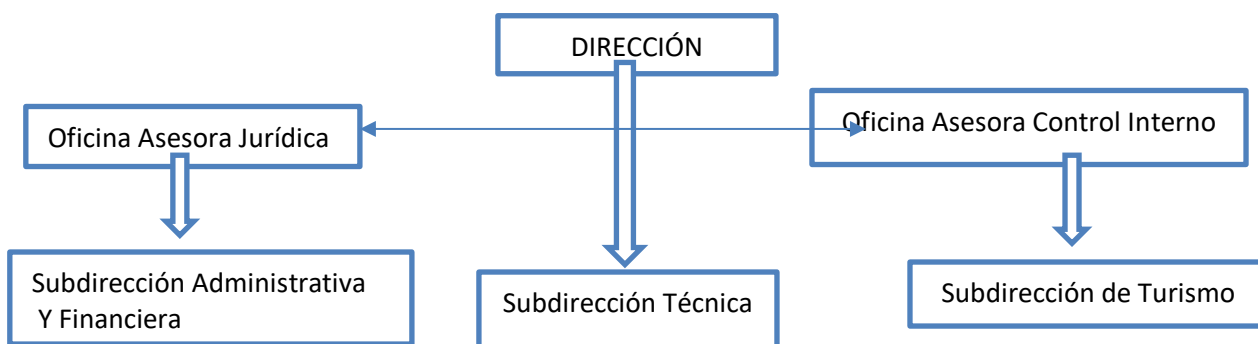 DIRECCIÓN
Oficina Asesora Jurídica
Oficina Asesora Control Interno
Subdirección Administrativa
Y Financiera
Subdirección Técnica
Subdirección de Turismo